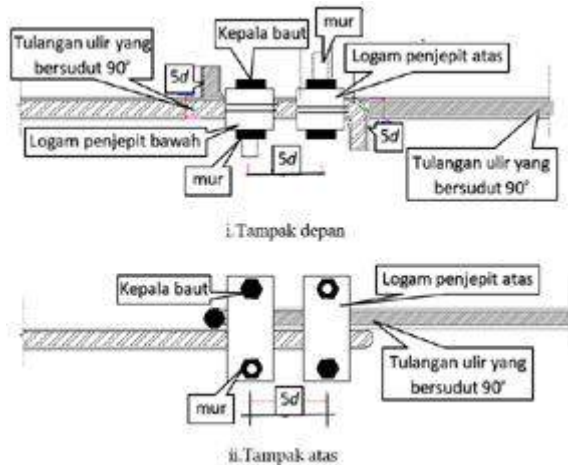 mur
Kepala baut
Logam penjepit atas
Tulangan ulir yang
bersudut 90°
5d
5d
Logam penjepit bawah
Tulangan ulir yang
bersudut 90°
mur
5d
i.Tampak depan
Kepala baut
Logam penjepit atas
Tulangan ulir yang
bersudut 90°
mur
5d
ii.Tampak atas